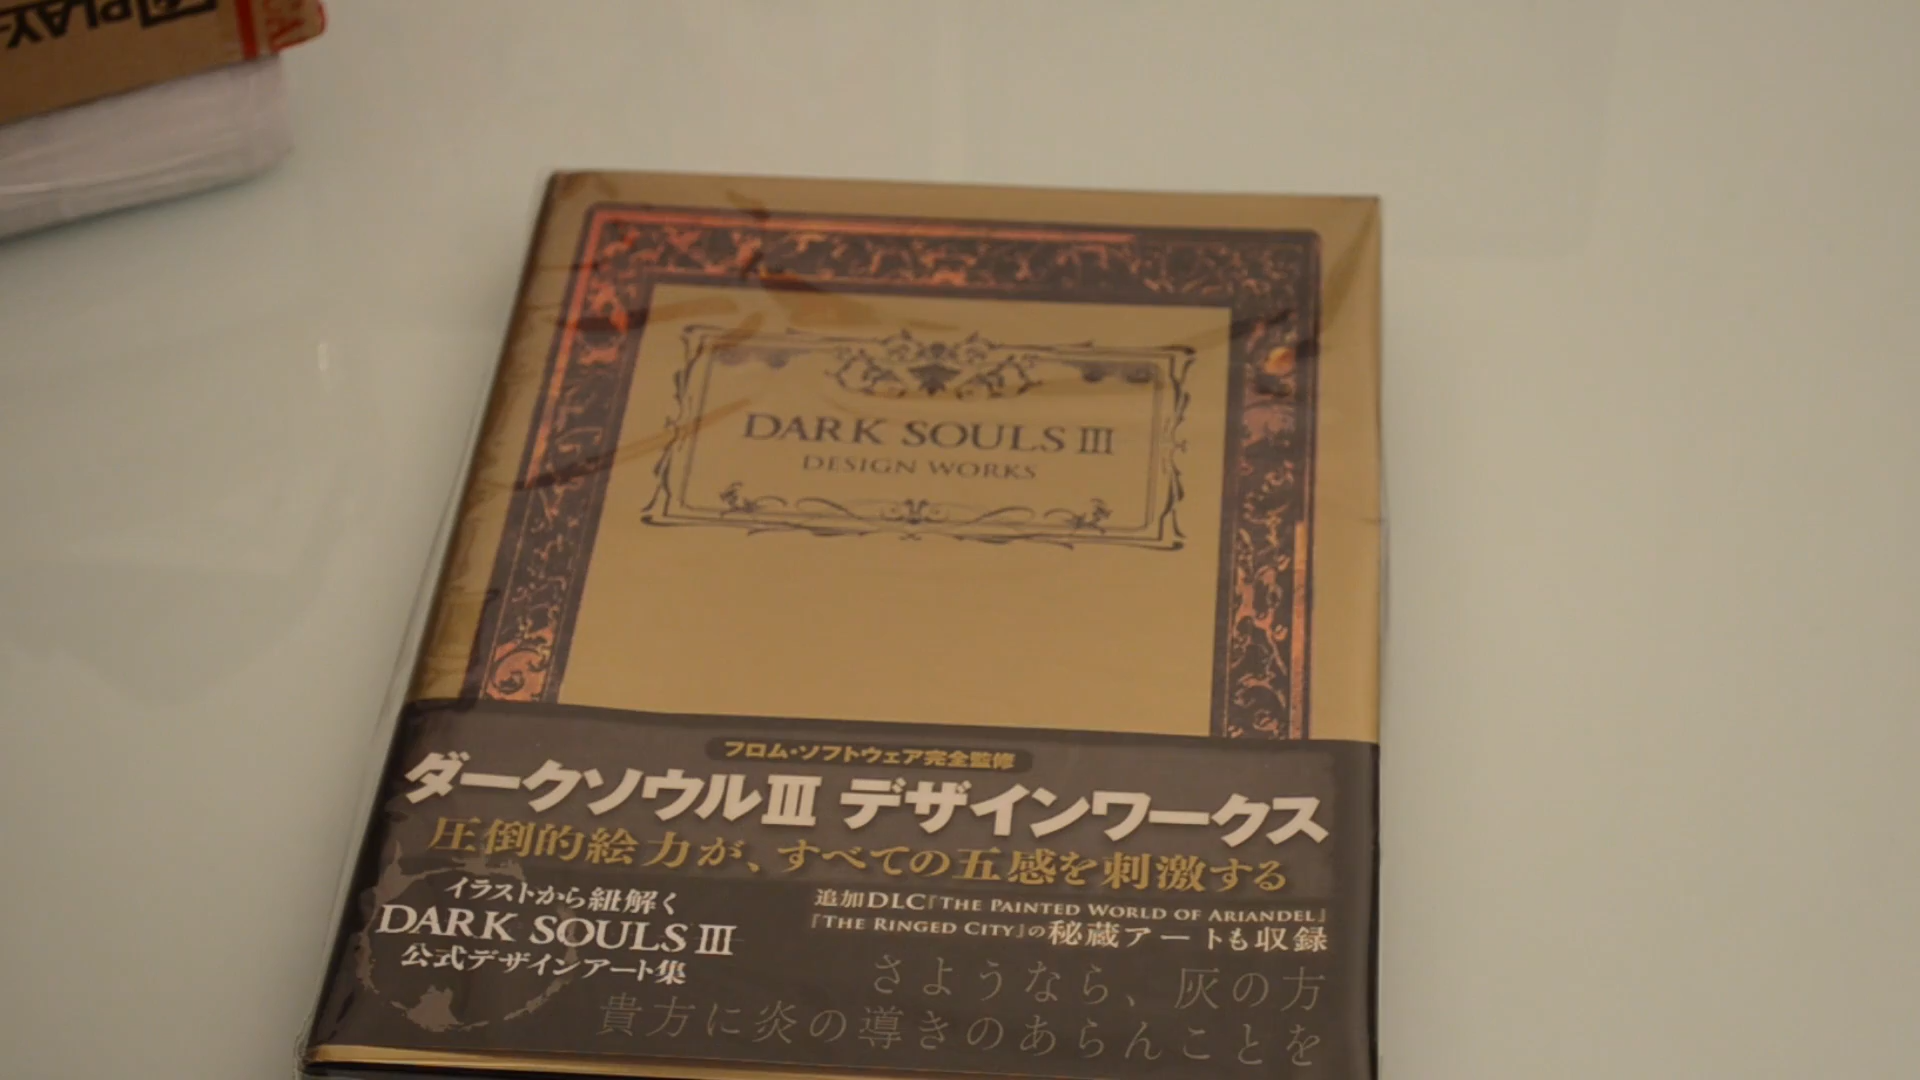 PLAY-
DARK SOULS III
DESIGN WORKS
フロム・ソフトウェア完全監修
ダークソウルIII デザインワークス
圧倒的絵力が、すべての五感を刺激する
イラストから紐解く
DARK SOULS III
公式デザインアート集
追加DLC『THE PAINTED WORLD OF ARIANDEL』
『THE RINGED CITY』の秘蔵アートも収録
さようなら、灰の方
貴方に炎の導きのあらんことを